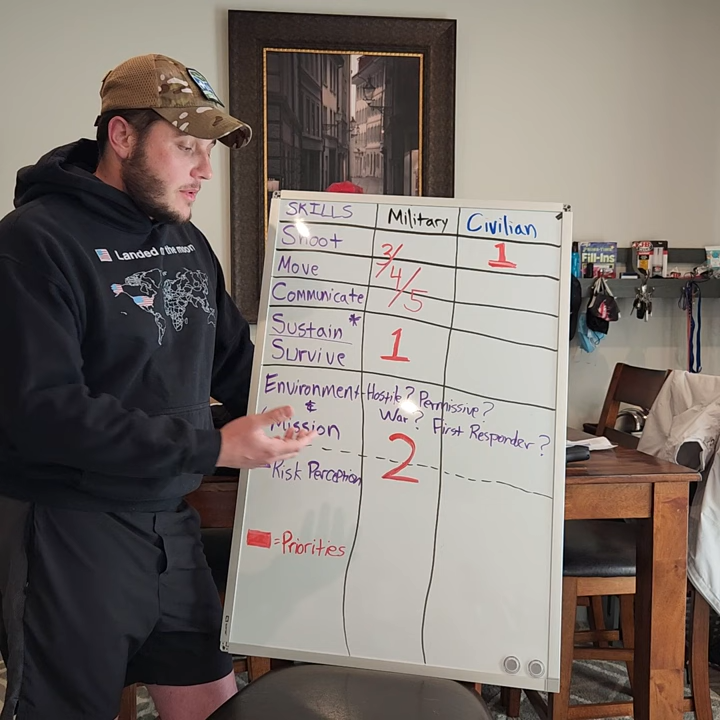 Landed on the moon
SKILLS Military Civilian
Shoot 3/ 1
Move 4/
Communicate 5
Sustain *
Survive 1
Environment - Hostile? Permissive?
& War? First Responder?
Mission 2
- Risk Perception
= Priorities
Fill-Ins